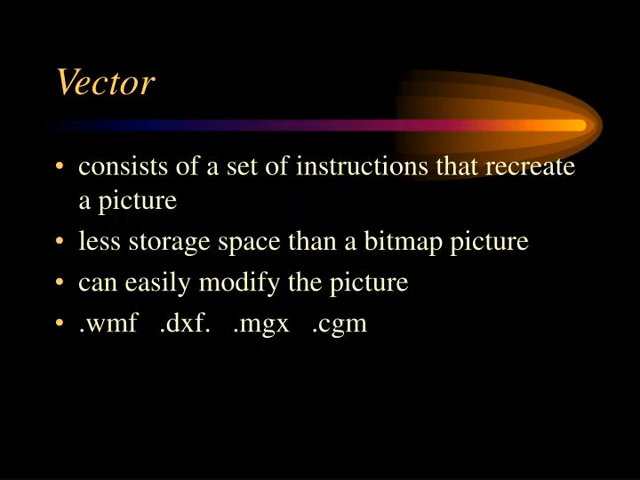 Vector
• consists of a set of instructions that recreate
a picture
• less storage space than a bitmap picture
• can easily modify the picture
• .wmf .dxf. .mgx .cgm